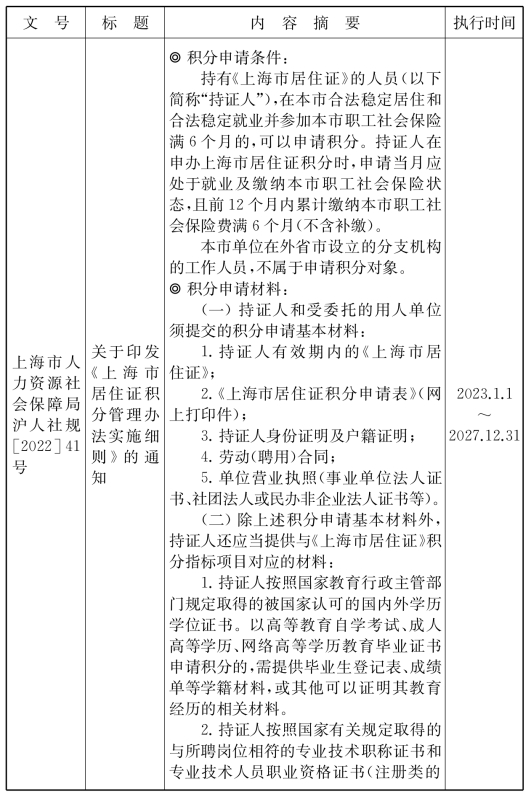 文号 标题 内容摘要 执行时间
上海市人
力资源社
会保障局
沪人社规
[2022]41
号
关于印发
《上海市
居住证积
分管理办
法实施细
则》的通
知
◎ 积分申请条件：
持有《上海市居住证》的人员(以下
简称“持证人”),在本市合法稳定居住和
合法稳定就业并参加本市职工社会保险
满6个月的,可以申请积分。持证人在
申办上海市居住证积分时,申请当月应
处于就业及缴纳本市职工社会保险状
态,且前12个月内累计缴纳本市职工社
会保险费满6个月(不含补缴)。
本市单位在外省市设立的分支机构
的工作人员,不属于申请积分对象。
◎ 积分申请材料：
(一)持证人和受委托的用人单位
须提交的积分申请基本材料：
1. 持证人有效期内的《上海市居
住证》;
2.《上海市居住证积分申请表》(网
上打印件);
3. 持证人身份证明及户籍证明;
4. 劳动(聘用)合同;
5. 单位营业执照(事业单位法人证
书、社团法人或民办非企业法人证书等)。
(二)除上述积分申请基本材料外,
持证人还应当提供与《上海市居住证》积
分指标项目对应的材料：
1. 持证人按照国家教育行政主管部
门规定取得的被国家认可的国内外学历
学位证书。以高等教育自学考试、成人
高等学历、网络高等学历教育毕业证书
申请积分的,需提供毕业生登记表、成绩
单等学籍材料,或其他可以证明其教育
经历的相关材料。
2. 持证人按照国家有关规定取得的
与所聘岗位相符的专业技术职称证书和
专业技术人员职业资格证书(注册类的
2023.1.1
～
2027.12.31